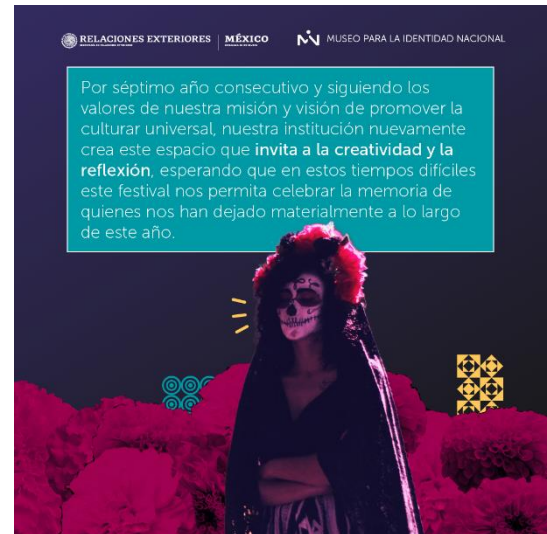 RELACIONES EXTERIORES MÉXICO MUSEO PARA LA IDENTIDAD NACIONAL
Por séptimo año consecutivo y siguiendo los
valores de nuestra misión y visión de promover la
culturar universal, nuestra institución nuevamente
crea este espacio que invita a la creatividad y la
reflexión, esperando que en estos tiempos difíciles
este festival nos permita celebrar la memoria de
quienes nos han dejado materialmente a lo largo
de este año.